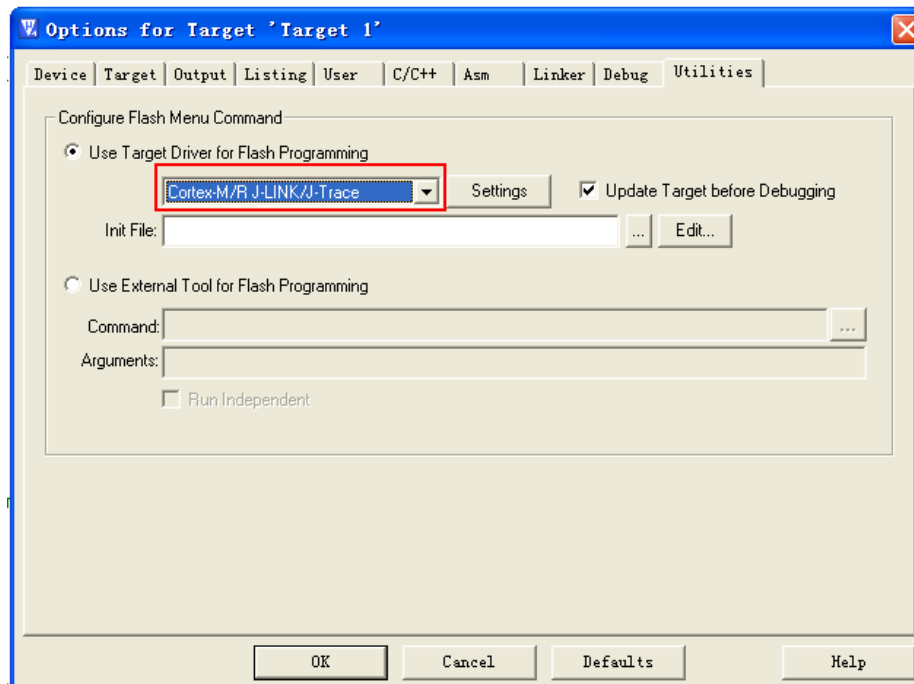 Options for Target 'Target 1'
Device Target Output Listing User C/C++ Asm Linker Debug Utilities
Configure Flash Menu Command
Use Target Driver for Flash Programming
Cortex-M/R J-LINK/J-Trace Settings Update Target before Debugging
Init File: ... Edit...
Use External Tool for Flash Programming
Command: ...
Arguments:
Run Independent
OK Cancel Defaults Help